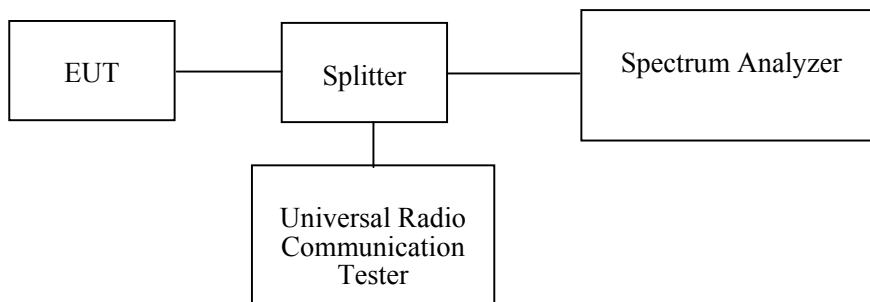 EUT
Splitter
Spectrum Analyzer
Universal Radio
Communication
Tester